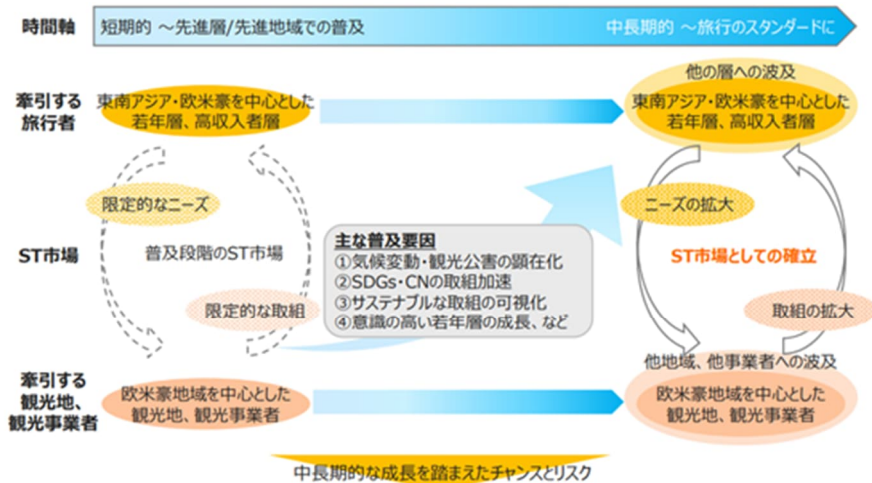 時間軸
短期的 ～先進層/先進地域での普及
中長期的 ～旅行のスタンダードに
牽引する
旅行者
東南アジア・欧米豪を中心とした
若年層、高収入者層
他の層への波及
東南アジア・欧米豪を中心とした
若年層、高収入者層
限定的なニーズ
ニーズの拡大
ST市場
普及段階のST市場
主な普及要因
①気候変動・観光公害の顕在化
②SDGs・CNの取組加速
③サステナブルな取組の可視化
④意識の高い若年層の成長、など
ST市場としての確立
限定的な取組
取組の拡大
牽引する
観光地、
観光事業者
欧米豪地域を中心とした
観光地、観光事業者
他地域、他事業者への波及
欧米豪地域を中心とした
観光地、観光事業者
中長期的な成長を踏まえたチャンスとリスク